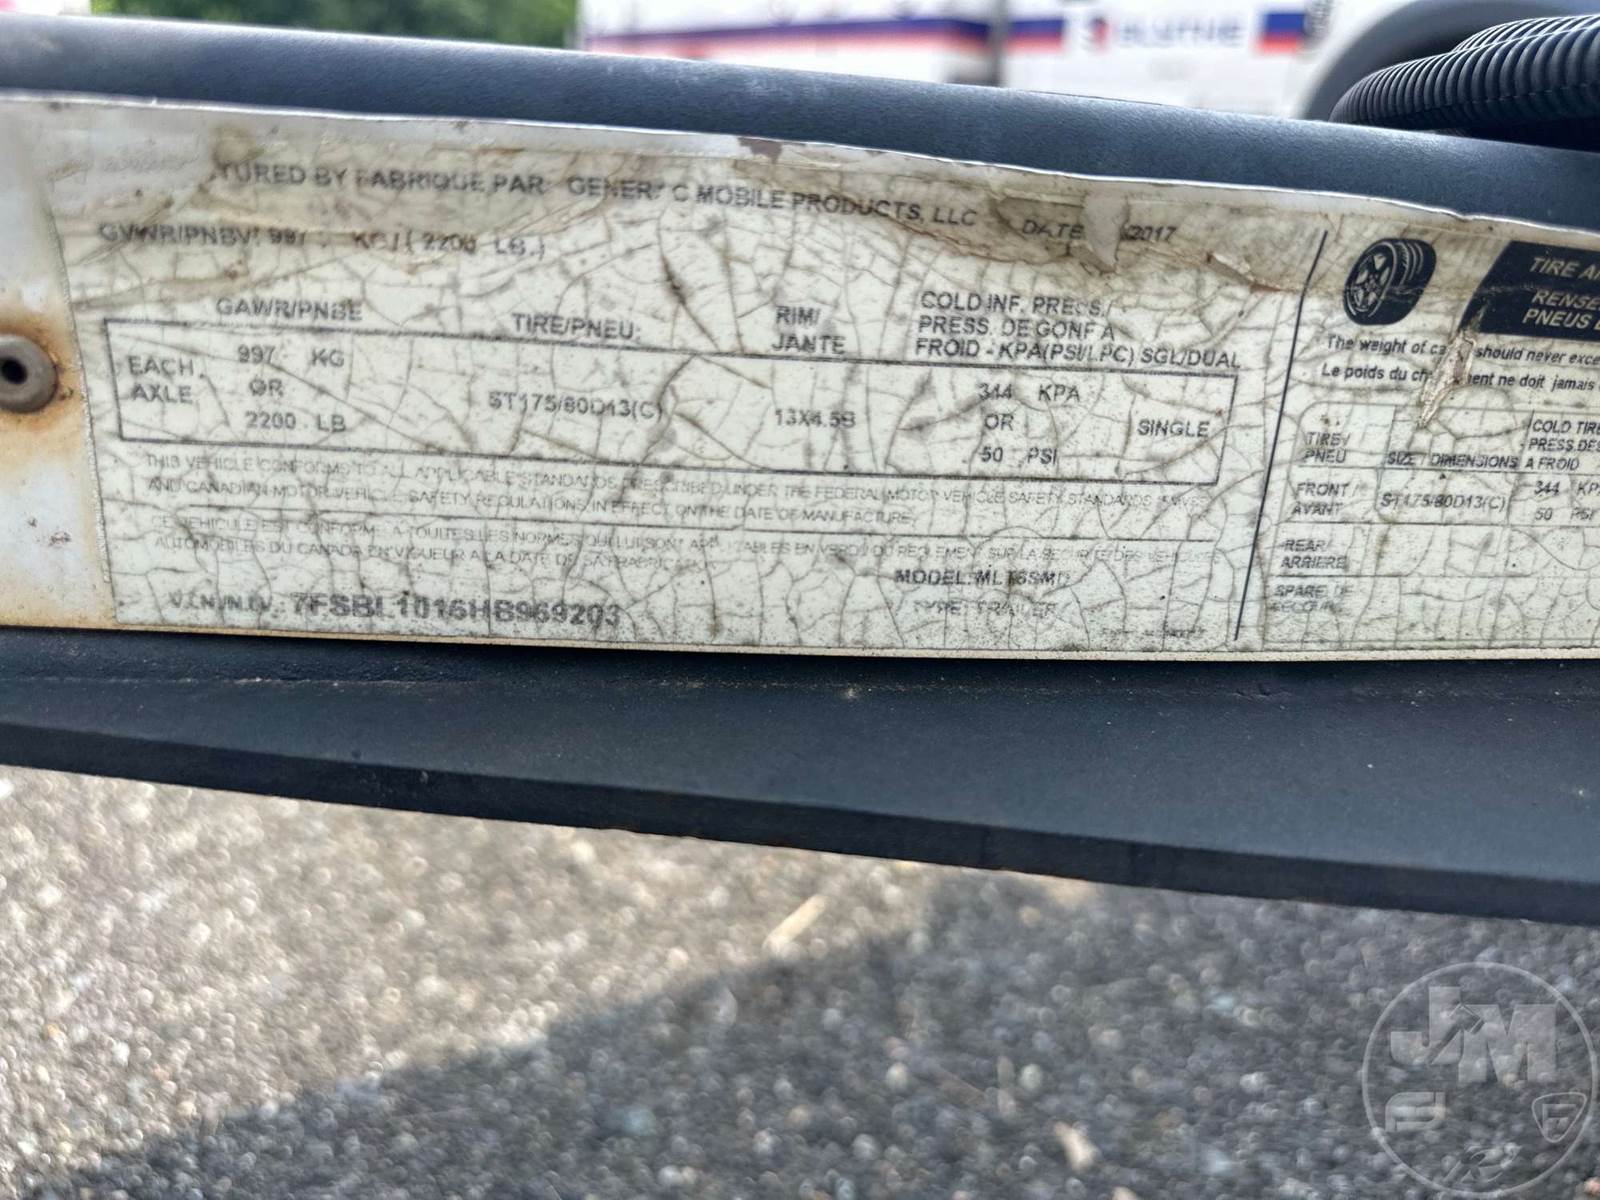 TURED BY FABRIQUE PAR: GENER C MOBILE PRODUCTS, LLC DATE 2017
GVWR/PNBV: 997 KG / ( 2200 LB.)
GAWR/PNBE TIRE/PNEU: RIM/ JANTE COLD INF. PRESS./ PRESS. DE GONF A FROID - KPA(PSI/LPC) SGL/DUAL
EACH AXLE 997 KG OR 2200 LB ST175/80D13(C) 13X4.5B 344 KPA OR 50 PSI SINGLE
THIS VEHICLE CONFORMS TO ALL APPLICABLE STANDARDS PRESCRIBED UNDER THE FEDERAL MOTOR VEHICLE SAFETY STANDARDS
AND CANADIAN MOTOR VEHICLE SAFETY REGULATIONS IN EFFECT ON THE DATE OF MANUFACTURE
CE VEHICULE EST CONFORME A TOUTES LES NORMES QUI LUI SONT APPLICABLES EN VERTU DU REGLEMENT SUR LA SECURITE DES VEHICULES
AUTOMOBILES DU CANADA EN VIGUEUR A LA DATE DE SA FABRICATION
MODEL: MLT6SMD
V.I.N./N.I.V.: 7FSBL1016HB969203
TYPE: TRAILER
TIRE A
RENSE
PNEUS
The weight of ca should never exce
Le poids du ch ent ne doit jamais
TIRE/ PNEU SIZE / DIMENSIONS COLD TIRE PRESS. DES A FROID
FRONT / AVANT ST175/80D13(C) 344 KP 50 PSI
REAR/ ARRIERE
SPARE/ DE SECOURS
JM